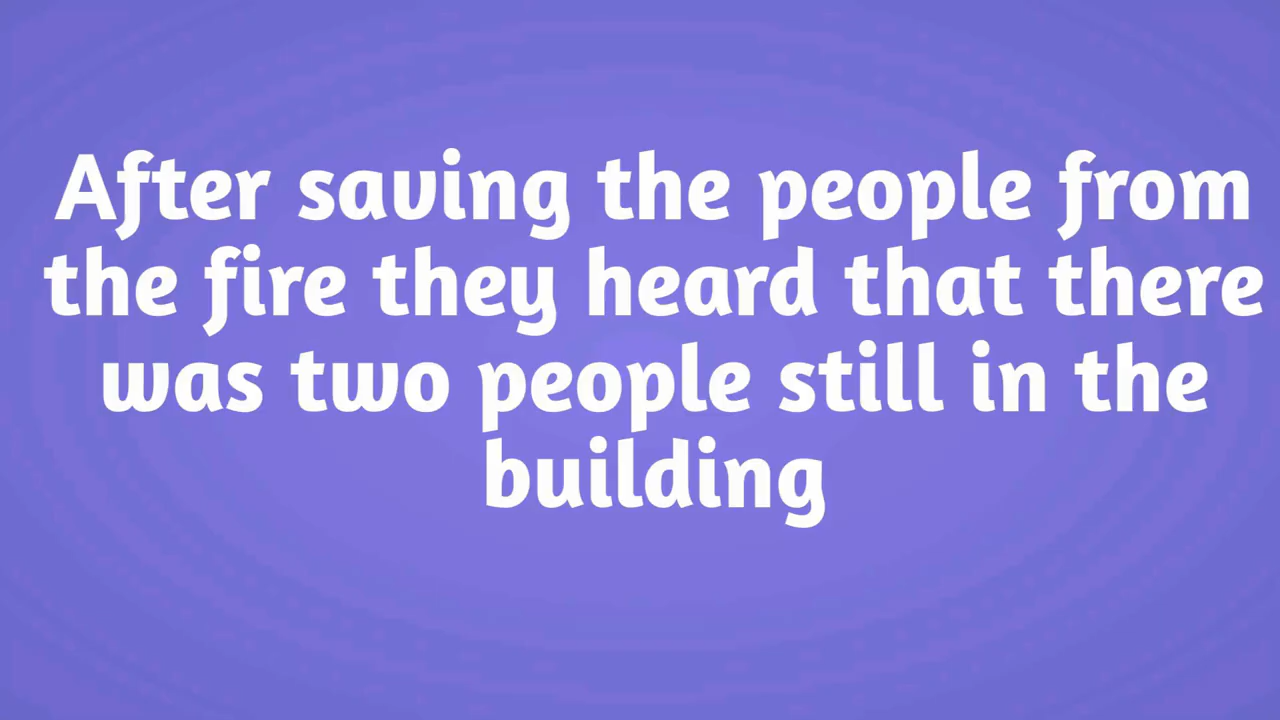 After saving the people from
the fire they heard that there
was two people still in the
building